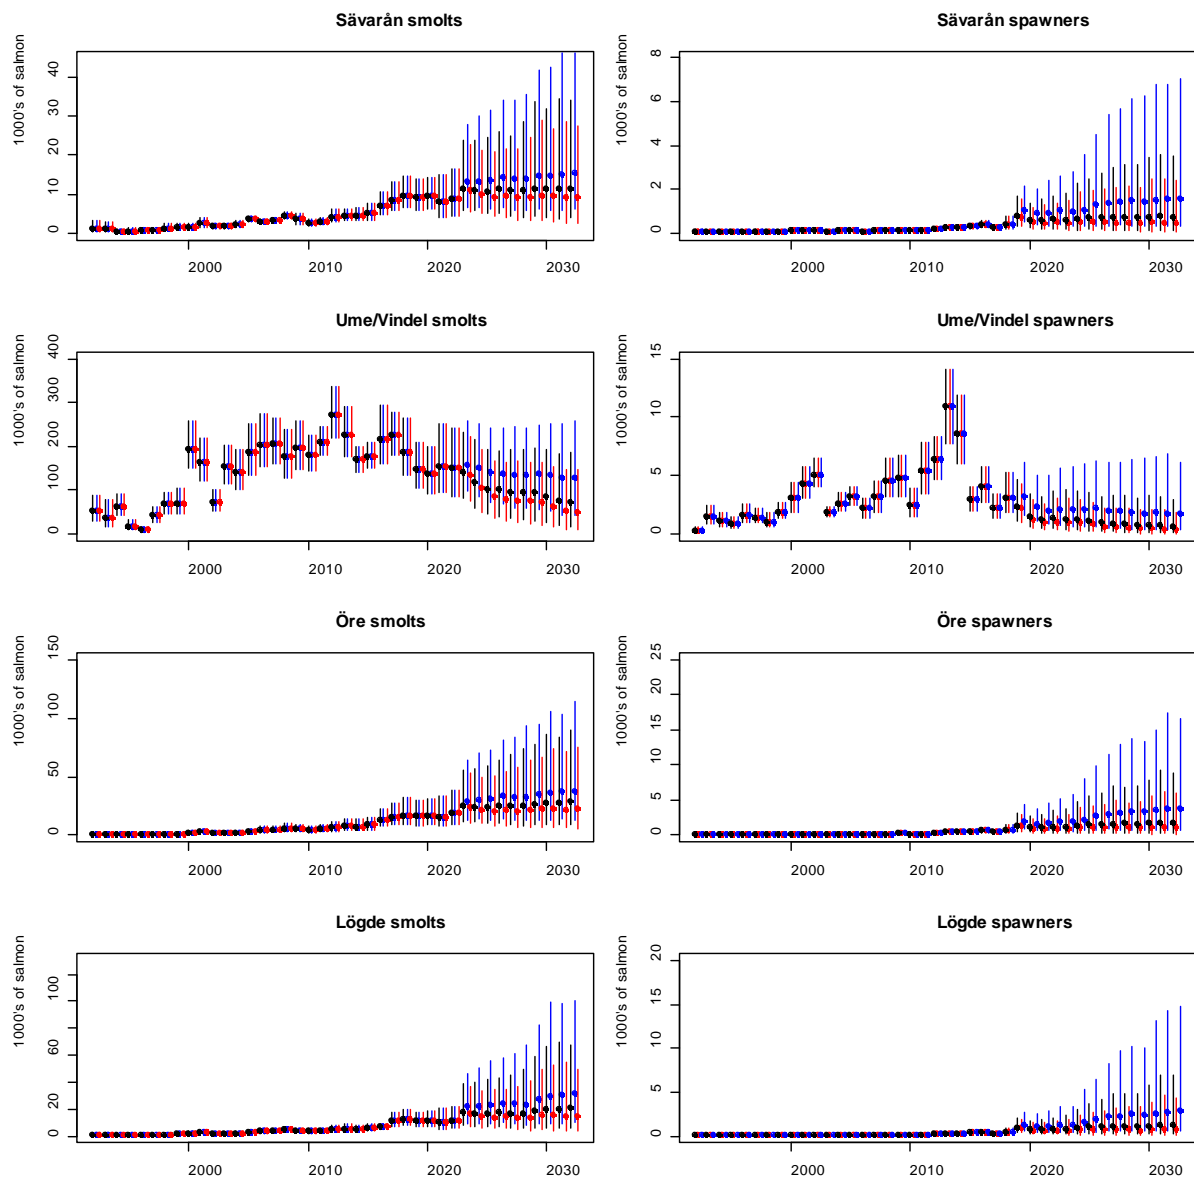 Sävarån smolts
1000's of salmon
0 10 20 30 40
2000 2010 2020 2030
Sävarån spawners
1000's of salmon
0 2 4 6 8
2000 2010 2020 2030
Ume/Vindel smolts
1000's of salmon
0 100 200 300 400
2000 2010 2020 2030
Ume/Vindel spawners
1000's of salmon
0 5 10 15
2000 2010 2020 2030
Öre smolts
1000's of salmon
0 50 100 150
2000 2010 2020 2030
Öre spawners
1000's of salmon
0 5 10 15 20 25
2000 2010 2020 2030
Lögde smolts
1000's of salmon
0 20 60 100
2000 2010 2020 2030
Lögde spawners
1000's of salmon
0 5 10 15 20
2000 2010 2020 2030